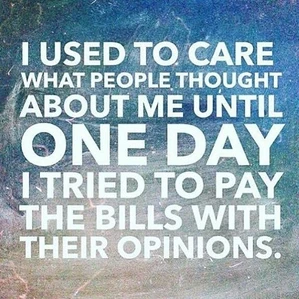 I USED TO CARE
WHAT PEOPLE THOUGHT
ABOUT ME UNTIL
ONE DAY
I TRIED TO PAY
THE BILLS WITH
THEIR OPINIONS.